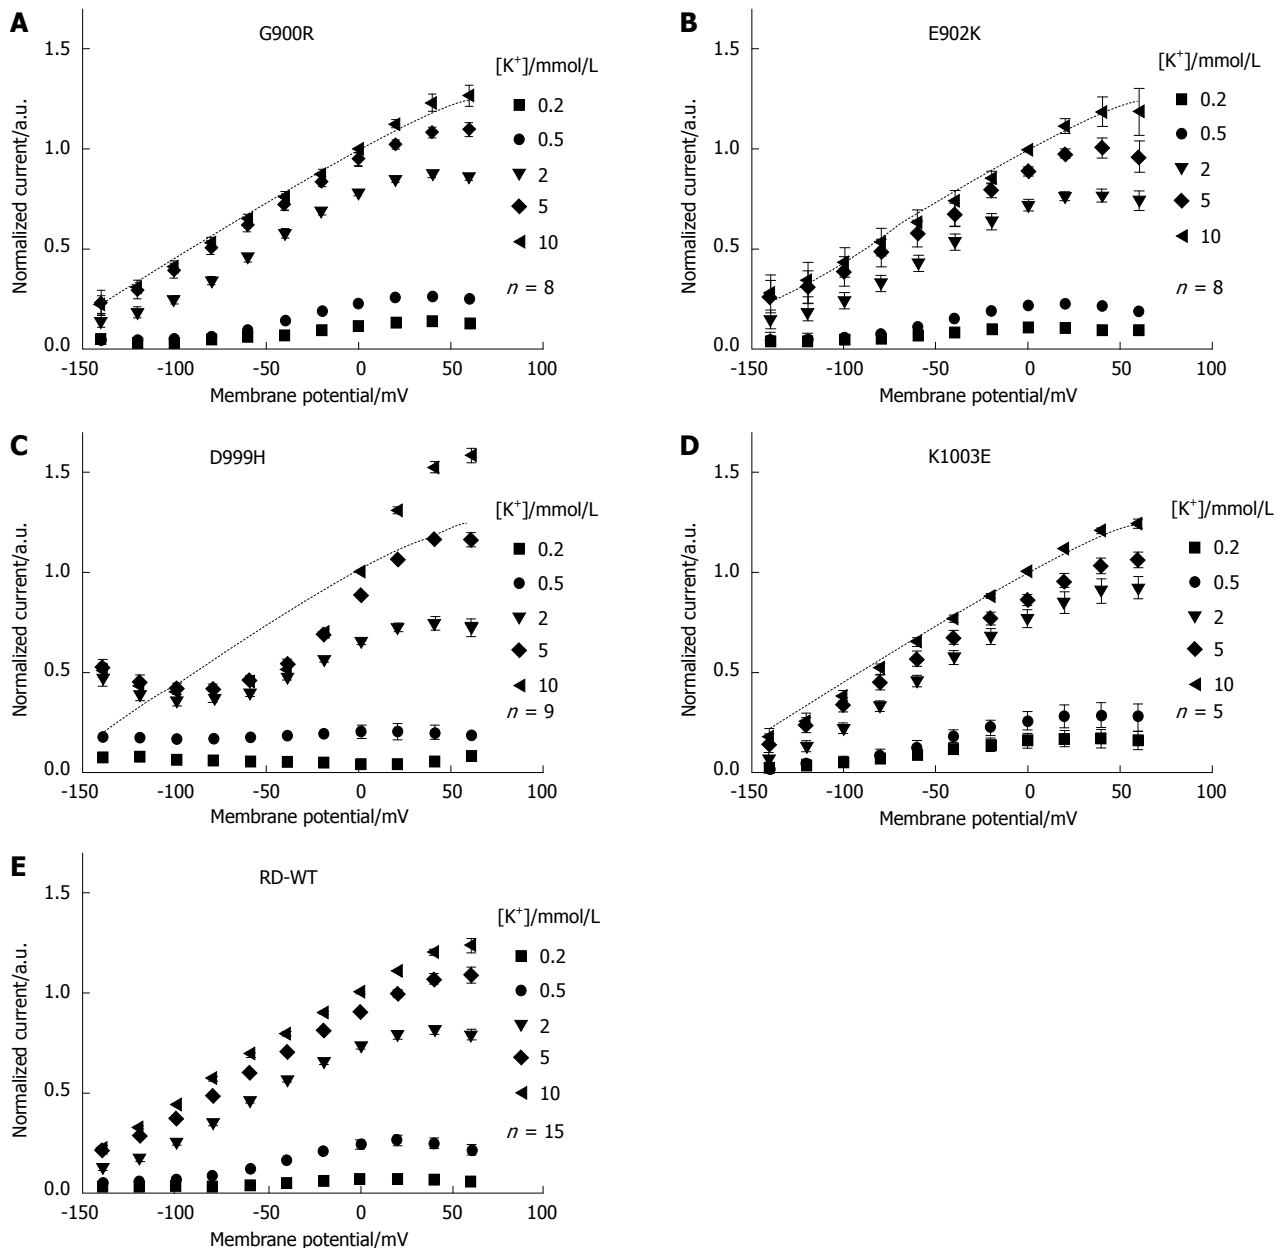 A
G900R
1.5
1.0
0.5
0.0
Normalized current/a.u.
-150 -100 -50 0 50 100
Membrane potential/mV
[K+]/mmol/L
0.2
0.5
2
5
10
n = 8
B
E902K
1.5
1.0
0.5
0.0
Normalized current/a.u.
-150 -100 -50 0 50 100
Membrane potential/mV
[K+]/mmol/L
0.2
0.5
2
5
10
n = 8
C
D999H
1.5
1.0
0.5
0.0
Normalized current/a.u.
-150 -100 -50 0 50 100
Membrane potential/mV
[K+]/mmol/L
0.2
0.5
2
5
10
n = 9
D
K1003E
1.5
1.0
0.5
0.0
Normalized current/a.u.
-150 -100 -50 0 50 100
Membrane potential/mV
[K+]/mmol/L
0.2
0.5
2
5
10
n = 5
E
RD-WT
1.5
1.0
0.5
0.0
Normalized current/a.u.
-150 -100 -50 0 50 100
Membrane potential/mV
[K+]/mmol/L
0.2
0.5
2
5
10
n = 15